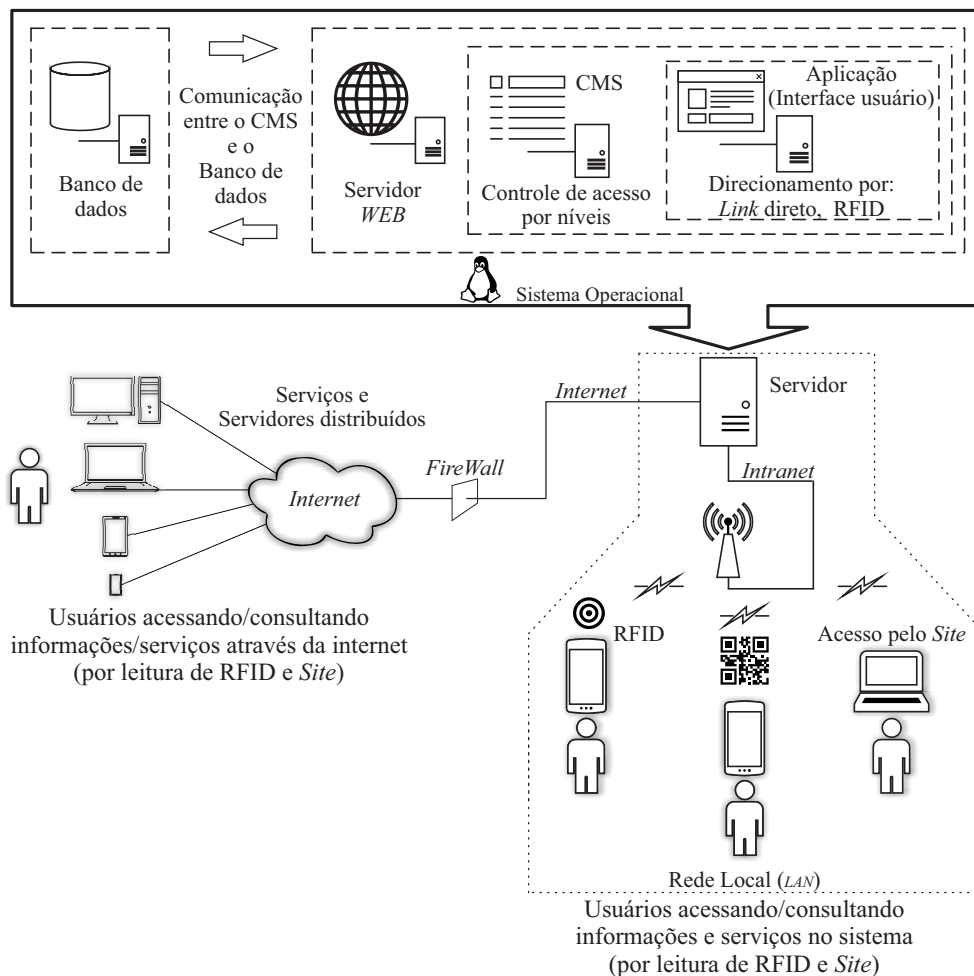 Banco de
dados
Comunicação
entre o CMS
e o
Banco de
dados
Servidor
WEB
CMS
Controle de acesso
por níveis
Aplicação
(Interface usuário)
Direcionamento por:
Link direto, RFID
Sistema Operacional
Serviços e
Servidores distribuídos
Internet
FireWall
Internet
Servidor
Intranet
Usuários acessando/consultando
informações/serviços através da internet
(por leitura de RFID e Site)
RFID
Acesso pelo Site
Rede Local (LAN)
Usuários acessando/consultando
informações e serviços no sistema
(por leitura de RFID e Site)